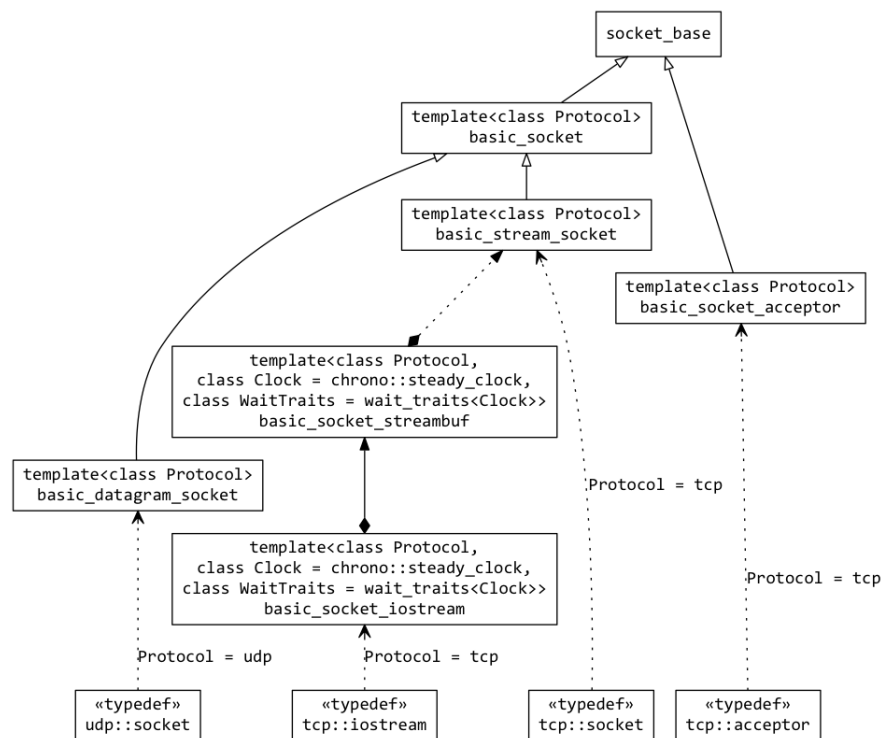 socket_base
template<class Protocol>
basic_socket
template<class Protocol>
basic_stream_socket
template<class Protocol>
basic_socket_acceptor
template<class Protocol,
class Clock = chrono::steady_clock,
class WaitTraits = wait_traits<Clock>>
basic_socket_streambuf
template<class Protocol>
basic_datagram_socket
Protocol = tcp
template<class Protocol,
class Clock = chrono::steady_clock,
class WaitTraits = wait_traits<Clock>>
basic_socket_iostream
Protocol = tcp
Protocol = udp
Protocol = tcp
«typedef»
udp::socket
«typedef»
tcp::iostream
«typedef»
tcp::socket
«typedef»
tcp::acceptor